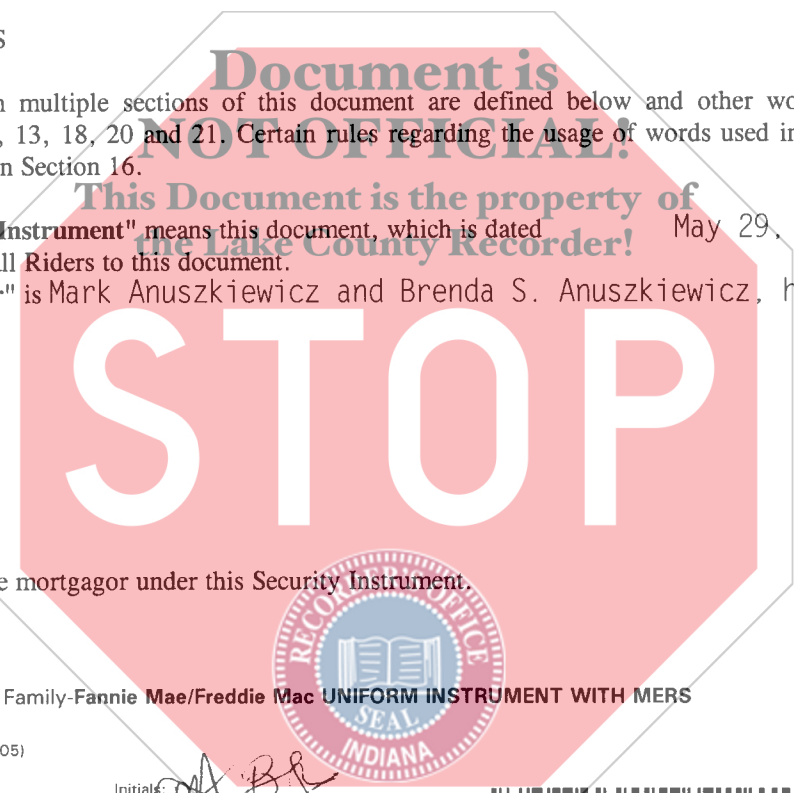 S
Document is
n multiple sections of this document are defined below and other wo
, 13, 18, 20 and 21. Certain rules regarding the usage of words used in
NOT OFFICIAL!
n Section 16.
This Document is the property of
Instrument" means this document, which is dated May 29,
the Lake County Recorder!
ll Riders to this document.
r" is Mark Anuszkiewicz and Brenda S. Anuszkiewicz, h
STOP
e mortgagor under this Security Instrument.
RECORDER'S OFFICE
Family-Fannie Mae/Freddie Mac UNIFORM INSTRUMENT WITH MERS
SEAL
INDIANA
05)
Initials: